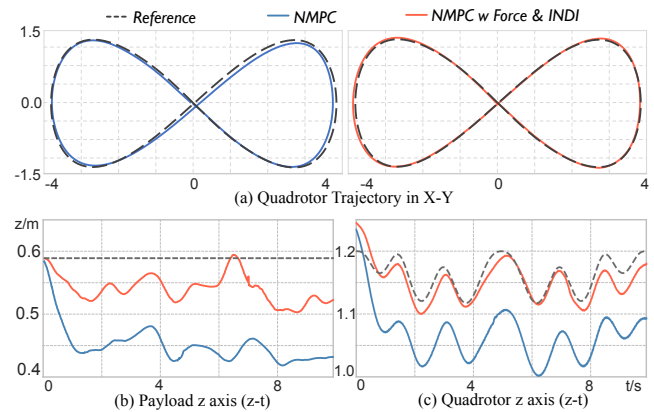 Reference NMPC NMPC w Force & INDI
1.5
0.0
-1.5
-4 0 4 -4 0 4
(a) Quadrotor Trajectory in X-Y
z/m
0.6
0.5
0.4
0 4 8
(b) Payload z axis (z-t)
1.2
1.1
1.0
0 4 8 t/s
(c) Quadrotor z axis (z-t)